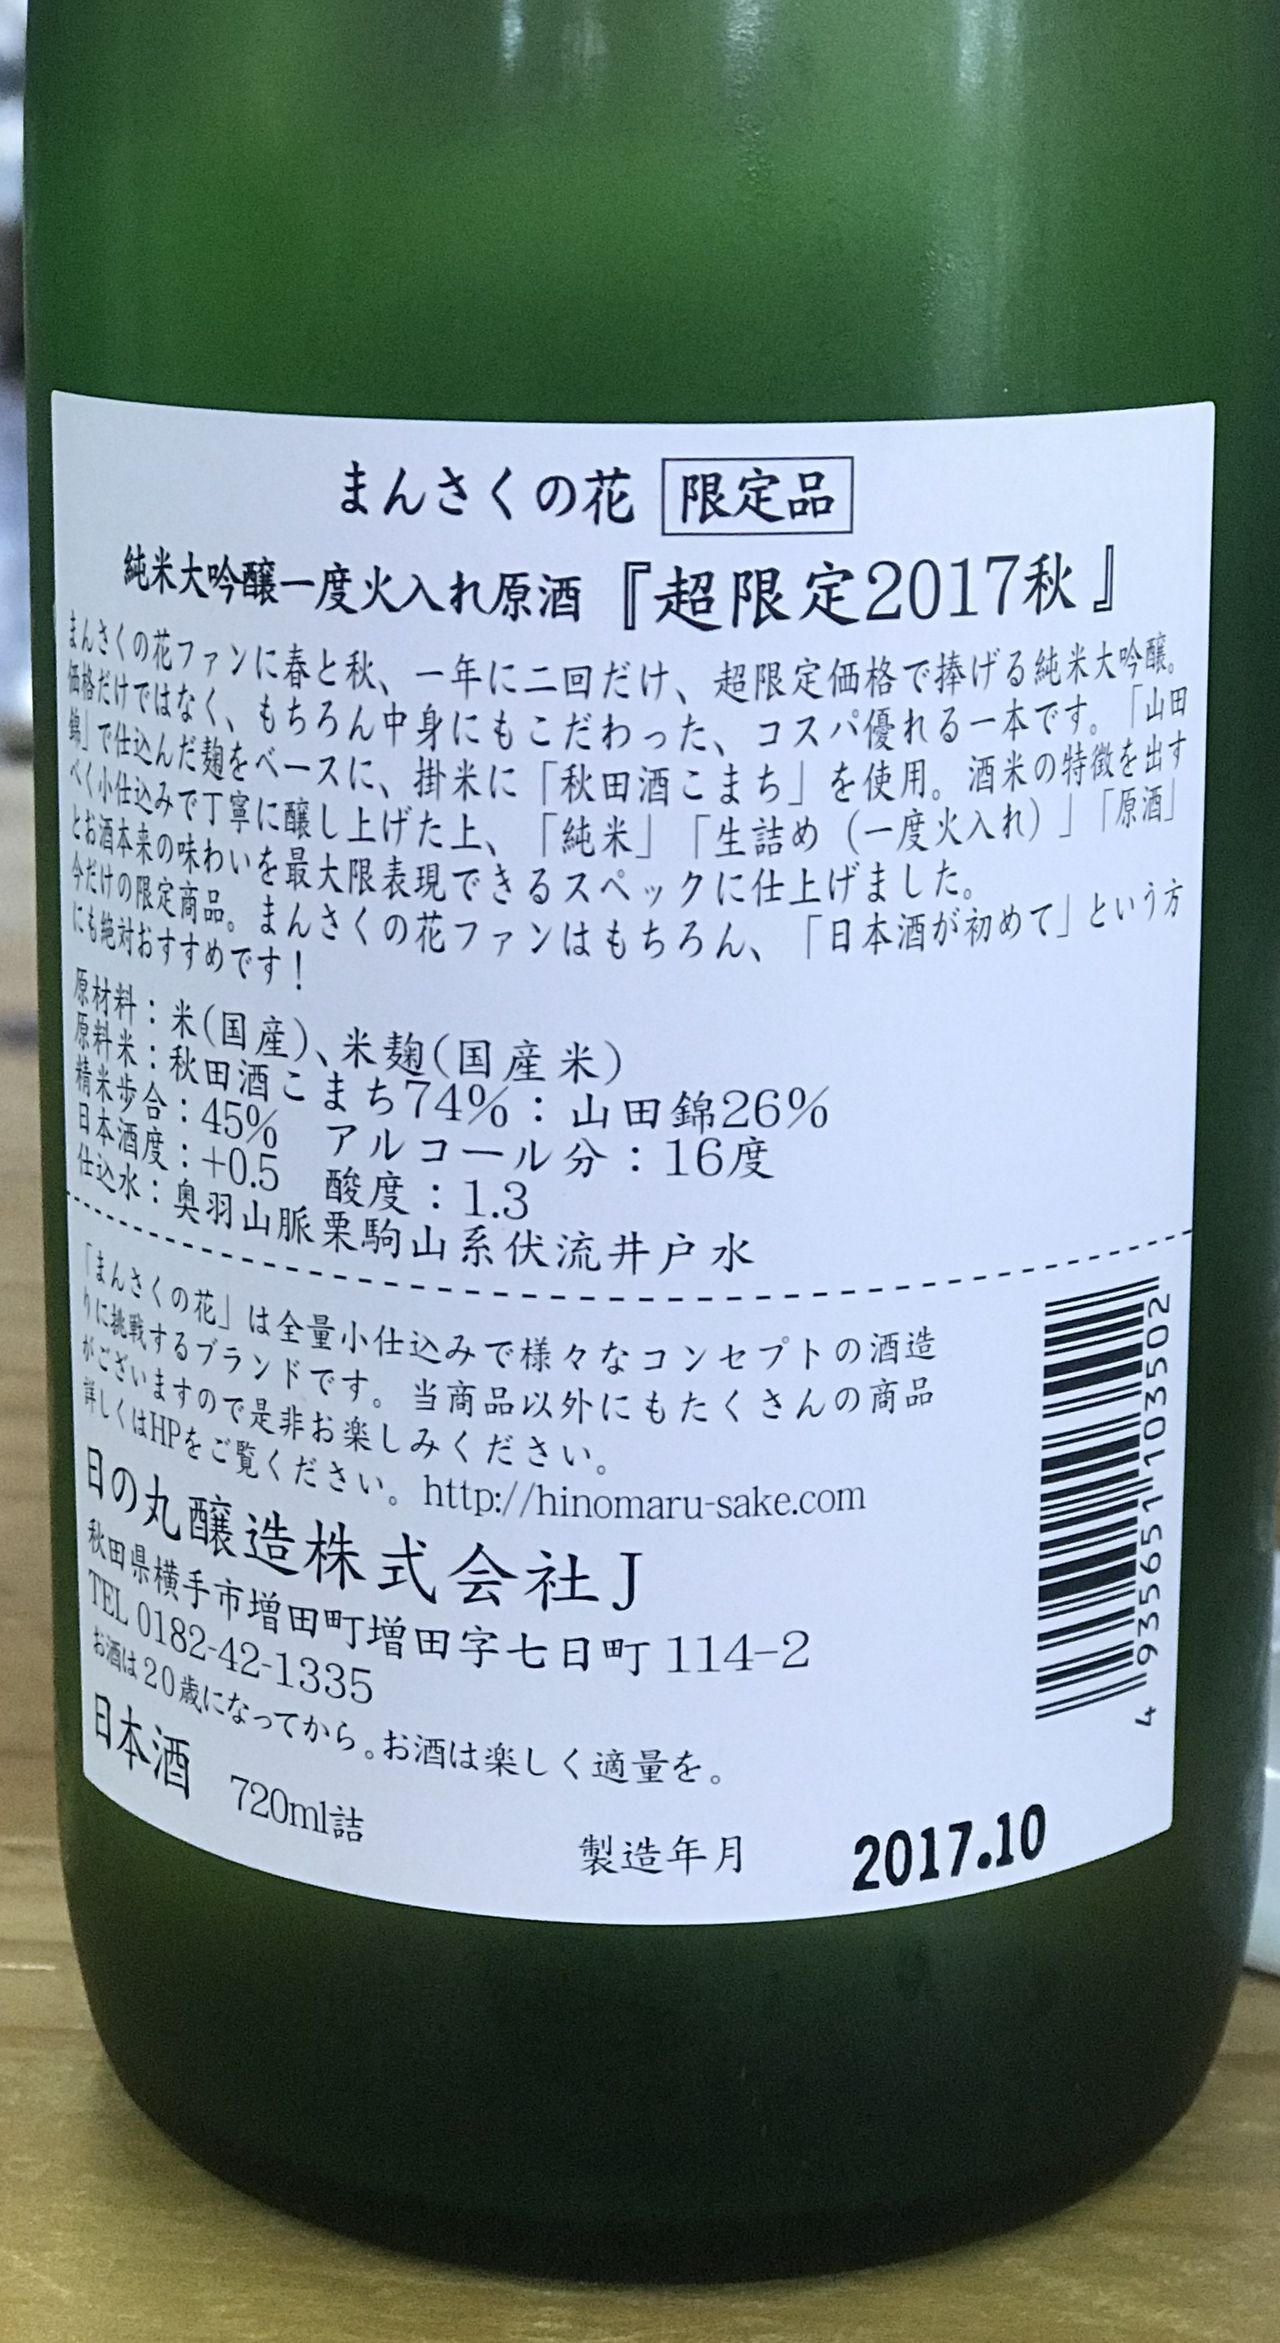 まんさくの花 限定品
純米大吟醸一度火入れ原酒『超限定2017秋』
まんさくの花ファンに春と秋、一年に二回だけ、超限定価格で捧げる純米大吟醸。
価格だけではなく、もちろん中身にもこだわった、コスパ優れる一本です。「山田
錦」で仕込んだ麹をベースに、掛米に「秋田酒こまち」を使用。酒米の特徴を出す
べく小仕込みで丁寧に醸し上げた上、「純米」「生詰め（一度火入れ）」「原酒」
とお酒本来の味わいを最大限表現できるスペックに仕上げました。
今だけの限定商品。まんさくの花ファンはもちろん、「日本酒が初めて」という方
にも絶対おすすめです！
原材料：米(国産)、米麹(国産米)
原料米：秋田酒こまち74%：山田錦26%
精米歩合：45% アルコール分：16度
日本酒度：+0.5 酸度：1.3
仕込水：奥羽山脈栗駒山系伏流井戸水
「まんさくの花」は全量小仕込みで様々なコンセプトの酒造
りに挑戦するブランドです。当商品以外にもたくさんの商品
がございますので是非お楽しみください。
詳しくはHPをご覧ください。http://hinomaru-sake.com
日の丸醸造株式会社J
秋田県横手市増田町増田字七日町114-2
TEL 0182-42-1335
お酒は20歳になってから。お酒は楽しく適量を。
日本酒 720ml詰
製造年月 2017.10
4 935651 103502